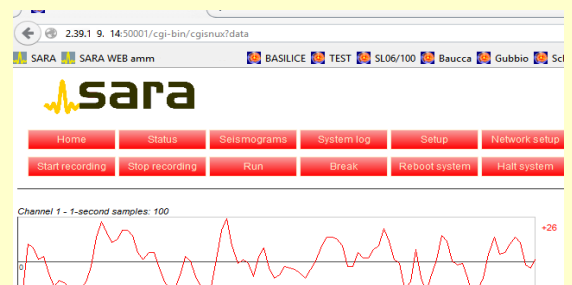 2.39.1 9. 14:50001/cgi-bin/cgisnux?data
SARA SARA WEB amm BASILICE TEST SL06/100 Baucca Gubbio Scl
sara
Home Status Seismograms System log Setup Network setup
Start recording Stop recording Run Break Reboot system Halt system
Channel 1 - 1-second samples: 100
+26
0